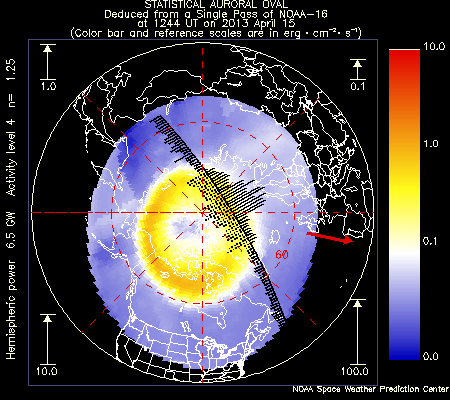 STATISTICAL AURORAL OVAL
Deduced from a Single Pass of NOAA-16
at 1244 UT on 2013 April 15
(Color bar and reference scales are in erg · cm⁻² · s⁻¹)
Hemispheric power 6.5 GW Activity level 4 n= 1.25
1.0
0.1
10.0
100.0
60
10.0
1.0
0.1
0.0
NOAA Space Weather Prediction Center